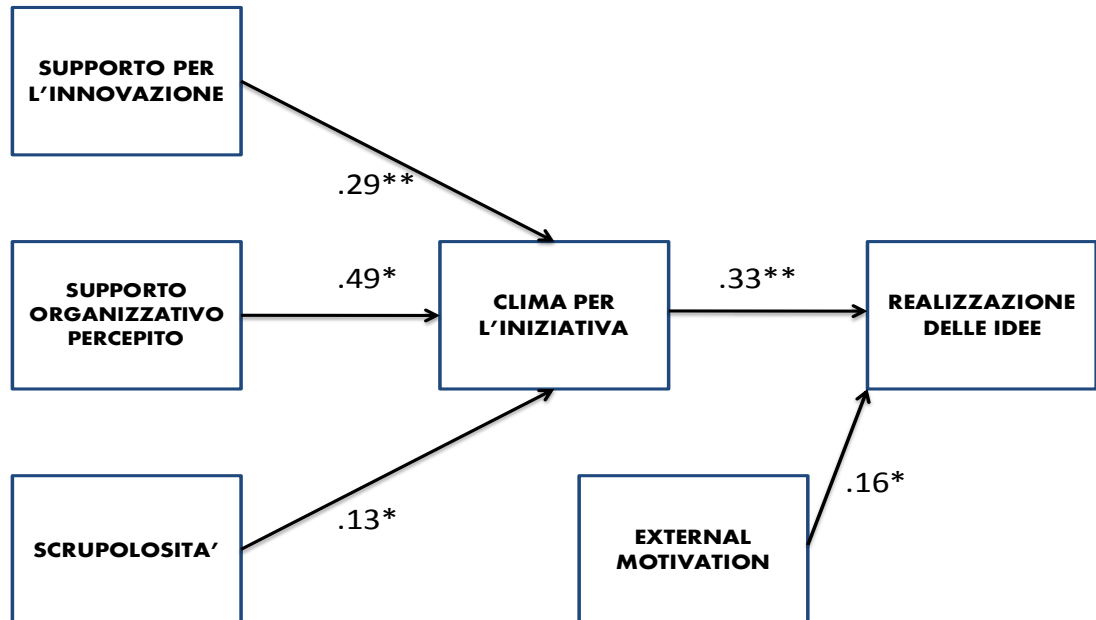 SUPPORTO PER
L’INNOVAZIONE
.29**
SUPPORTO
ORGANIZZATIVO
PERCEPITO
.49*
CLIMA PER
L’INIZIATIVA
.33**
REALIZZAZIONE
DELLE IDEE
SCRUPOLOSITA’
.13*
EXTERNAL
MOTIVATION
.16*